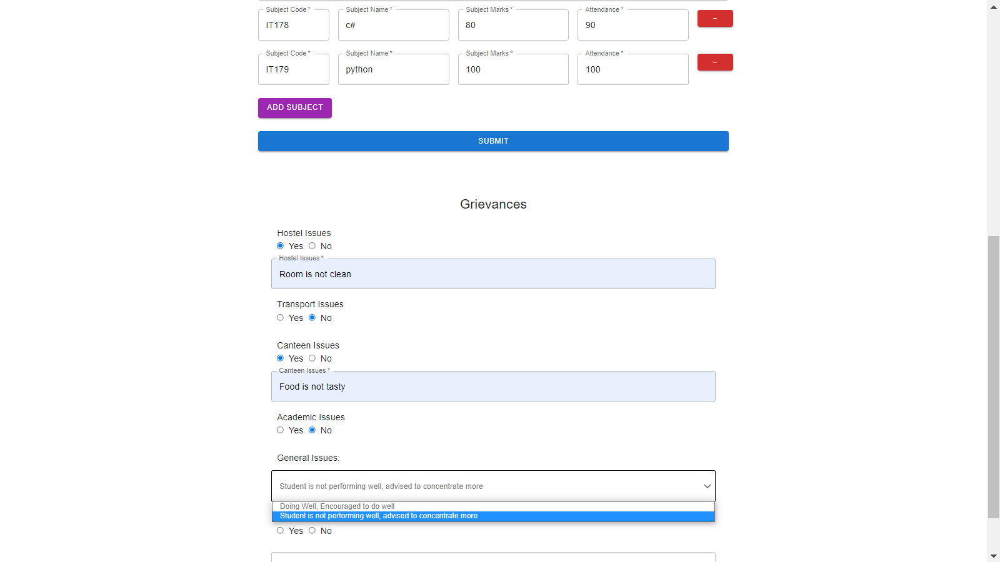 Subject Code * Subject Name * Subject Marks * Attendance *
IT178 c# 80 90 –
Subject Code * Subject Name * Subject Marks * Attendance *
IT179 python 100 100 –
ADD SUBJECT
SUBMIT
Grievances
Hostel Issues
Yes No
Hostel Issues *
Room is not clean
Transport Issues
Yes No
Canteen Issues
Yes No
Canteen Issues *
Food is not tasty
Academic Issues
Yes No
General Issues:
Student is not performing well, advised to concentrate more
Doing Well, Encouraged to do well
Student is not performing well, advised to concentrate more
Yes No